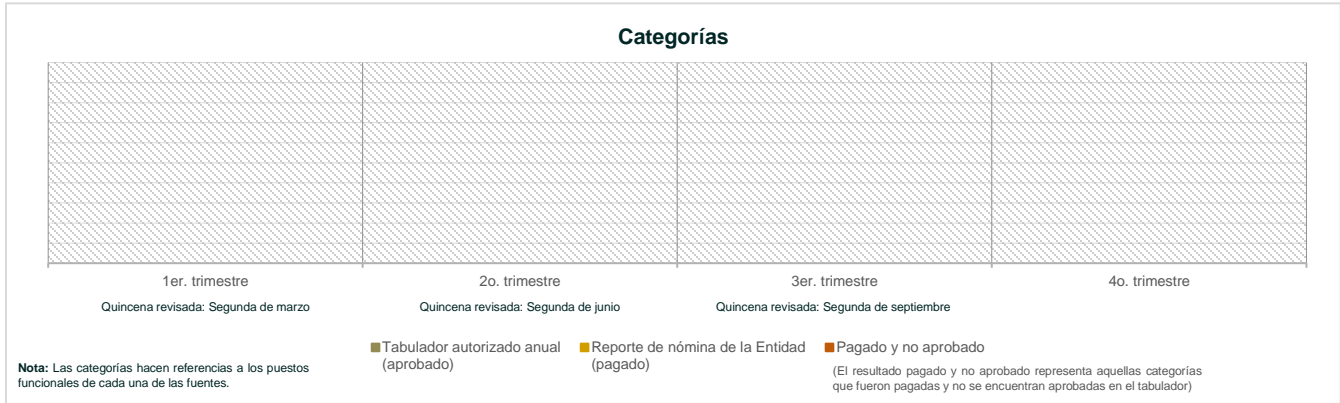 Categorías
1er. trimestre
2o. trimestre
3er. trimestre
4o. trimestre
Quincena revisada: Segunda de marzo
Quincena revisada: Segunda de junio
Quincena revisada: Segunda de septiembre
Tabulador autorizado anual
(aprobado)
Reporte de nómina de la Entidad
(pagado)
Pagado y no aprobado
(El resultado pagado y no aprobado representa aquellas categorías
que fueron pagadas y no se encuentran aprobadas en el tabulador)
Nota: Las categorías hacen referencias a los puestos
funcionales de cada una de las fuentes.